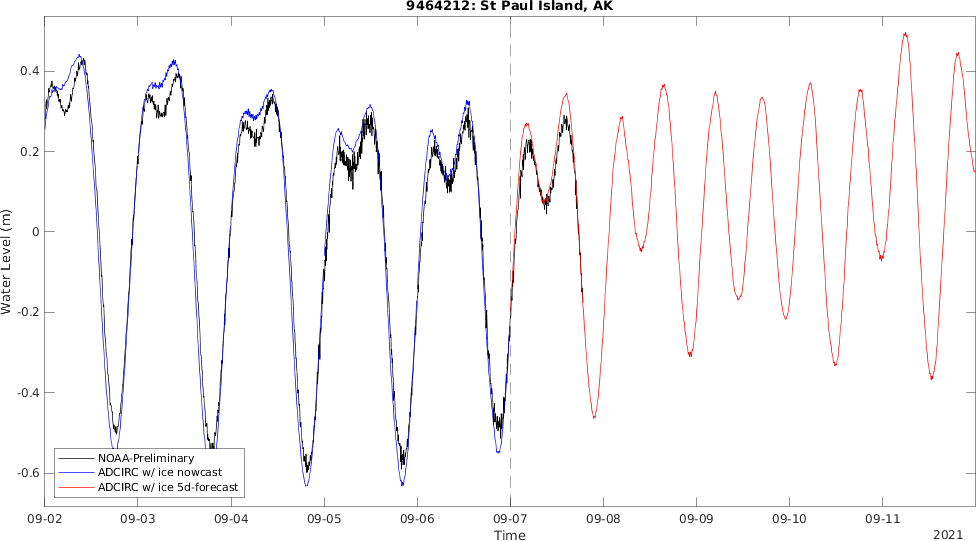 9464212: St Paul Island, AK
0.4
0.2
0
-0.2
-0.4
-0.6
Water Level (m)
NOAA-Preliminary
ADCIRC w/ ice nowcast
ADCIRC w/ ice 5d-forecast
09-02 09-03 09-04 09-05 09-06 09-07 09-08 09-09 09-10 09-11
Time
2021